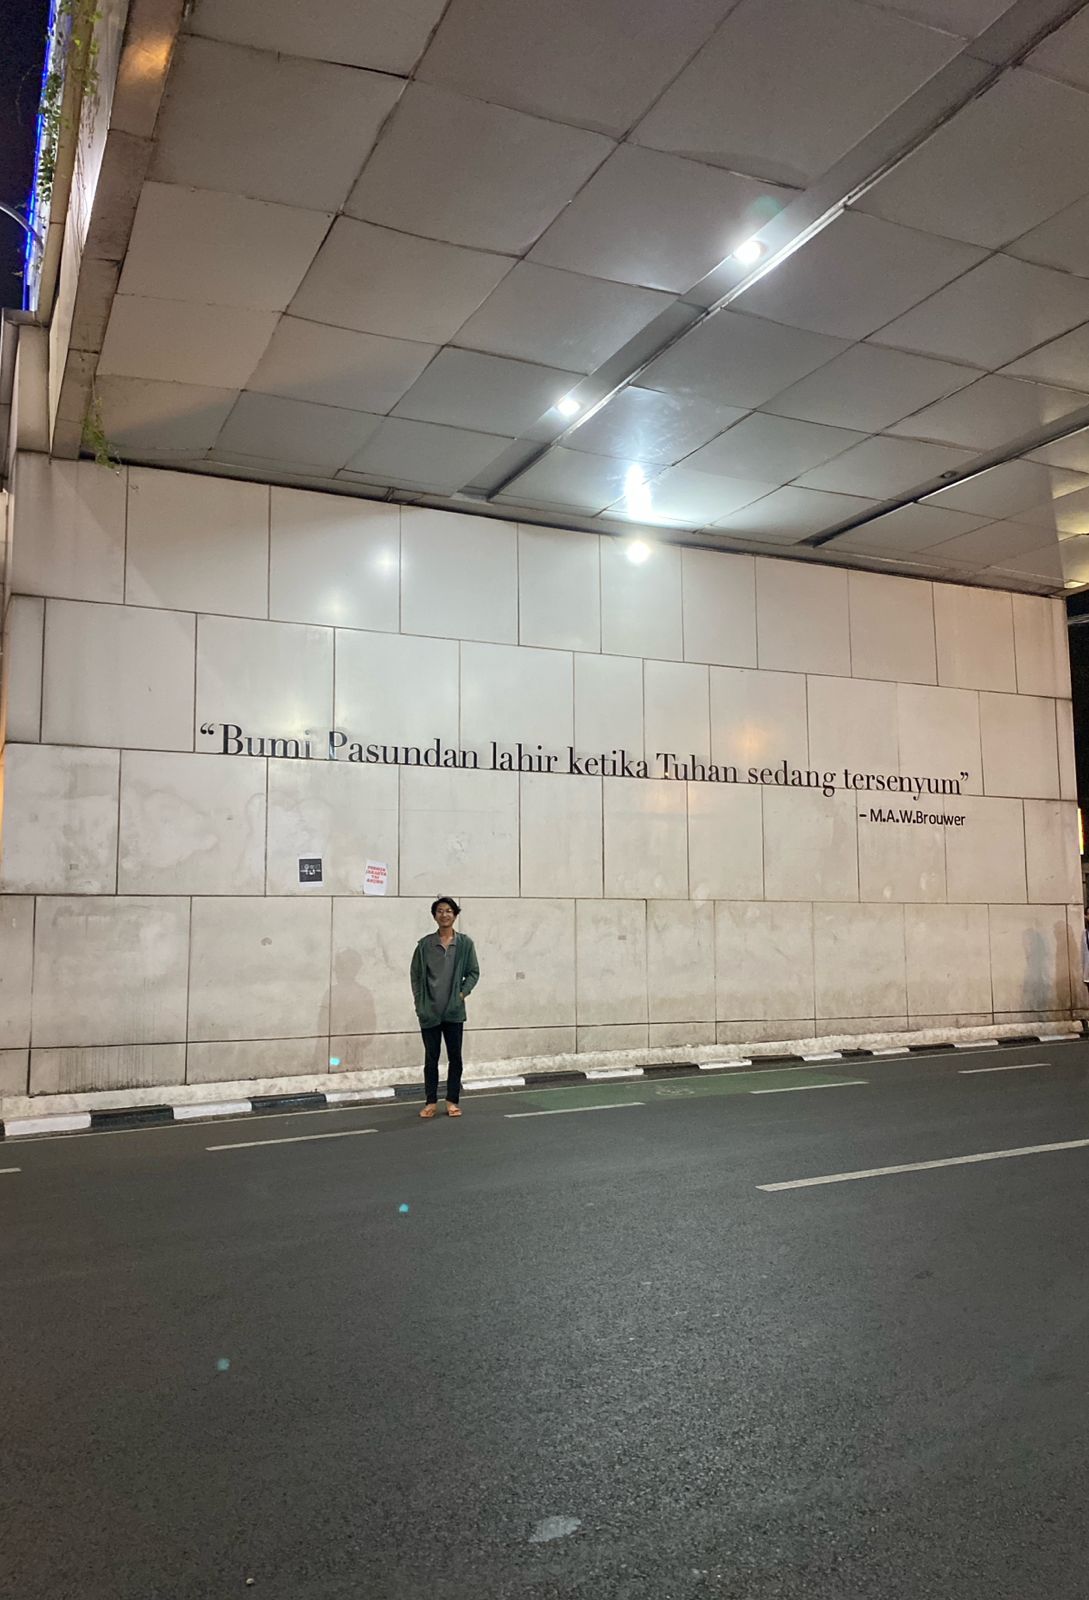 “Bumi Pasundan lahir ketika Tuhan sedang tersenyum”
– M.A.W.Brouwer